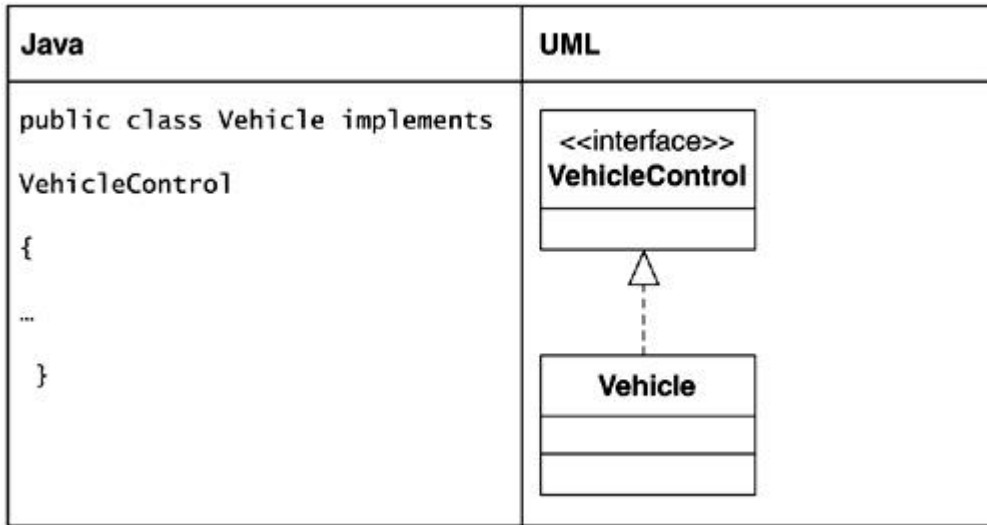 Java
UML
public class Vehicle implements
VehicleControl
{
…
}
<<interface>>
VehicleControl
Vehicle